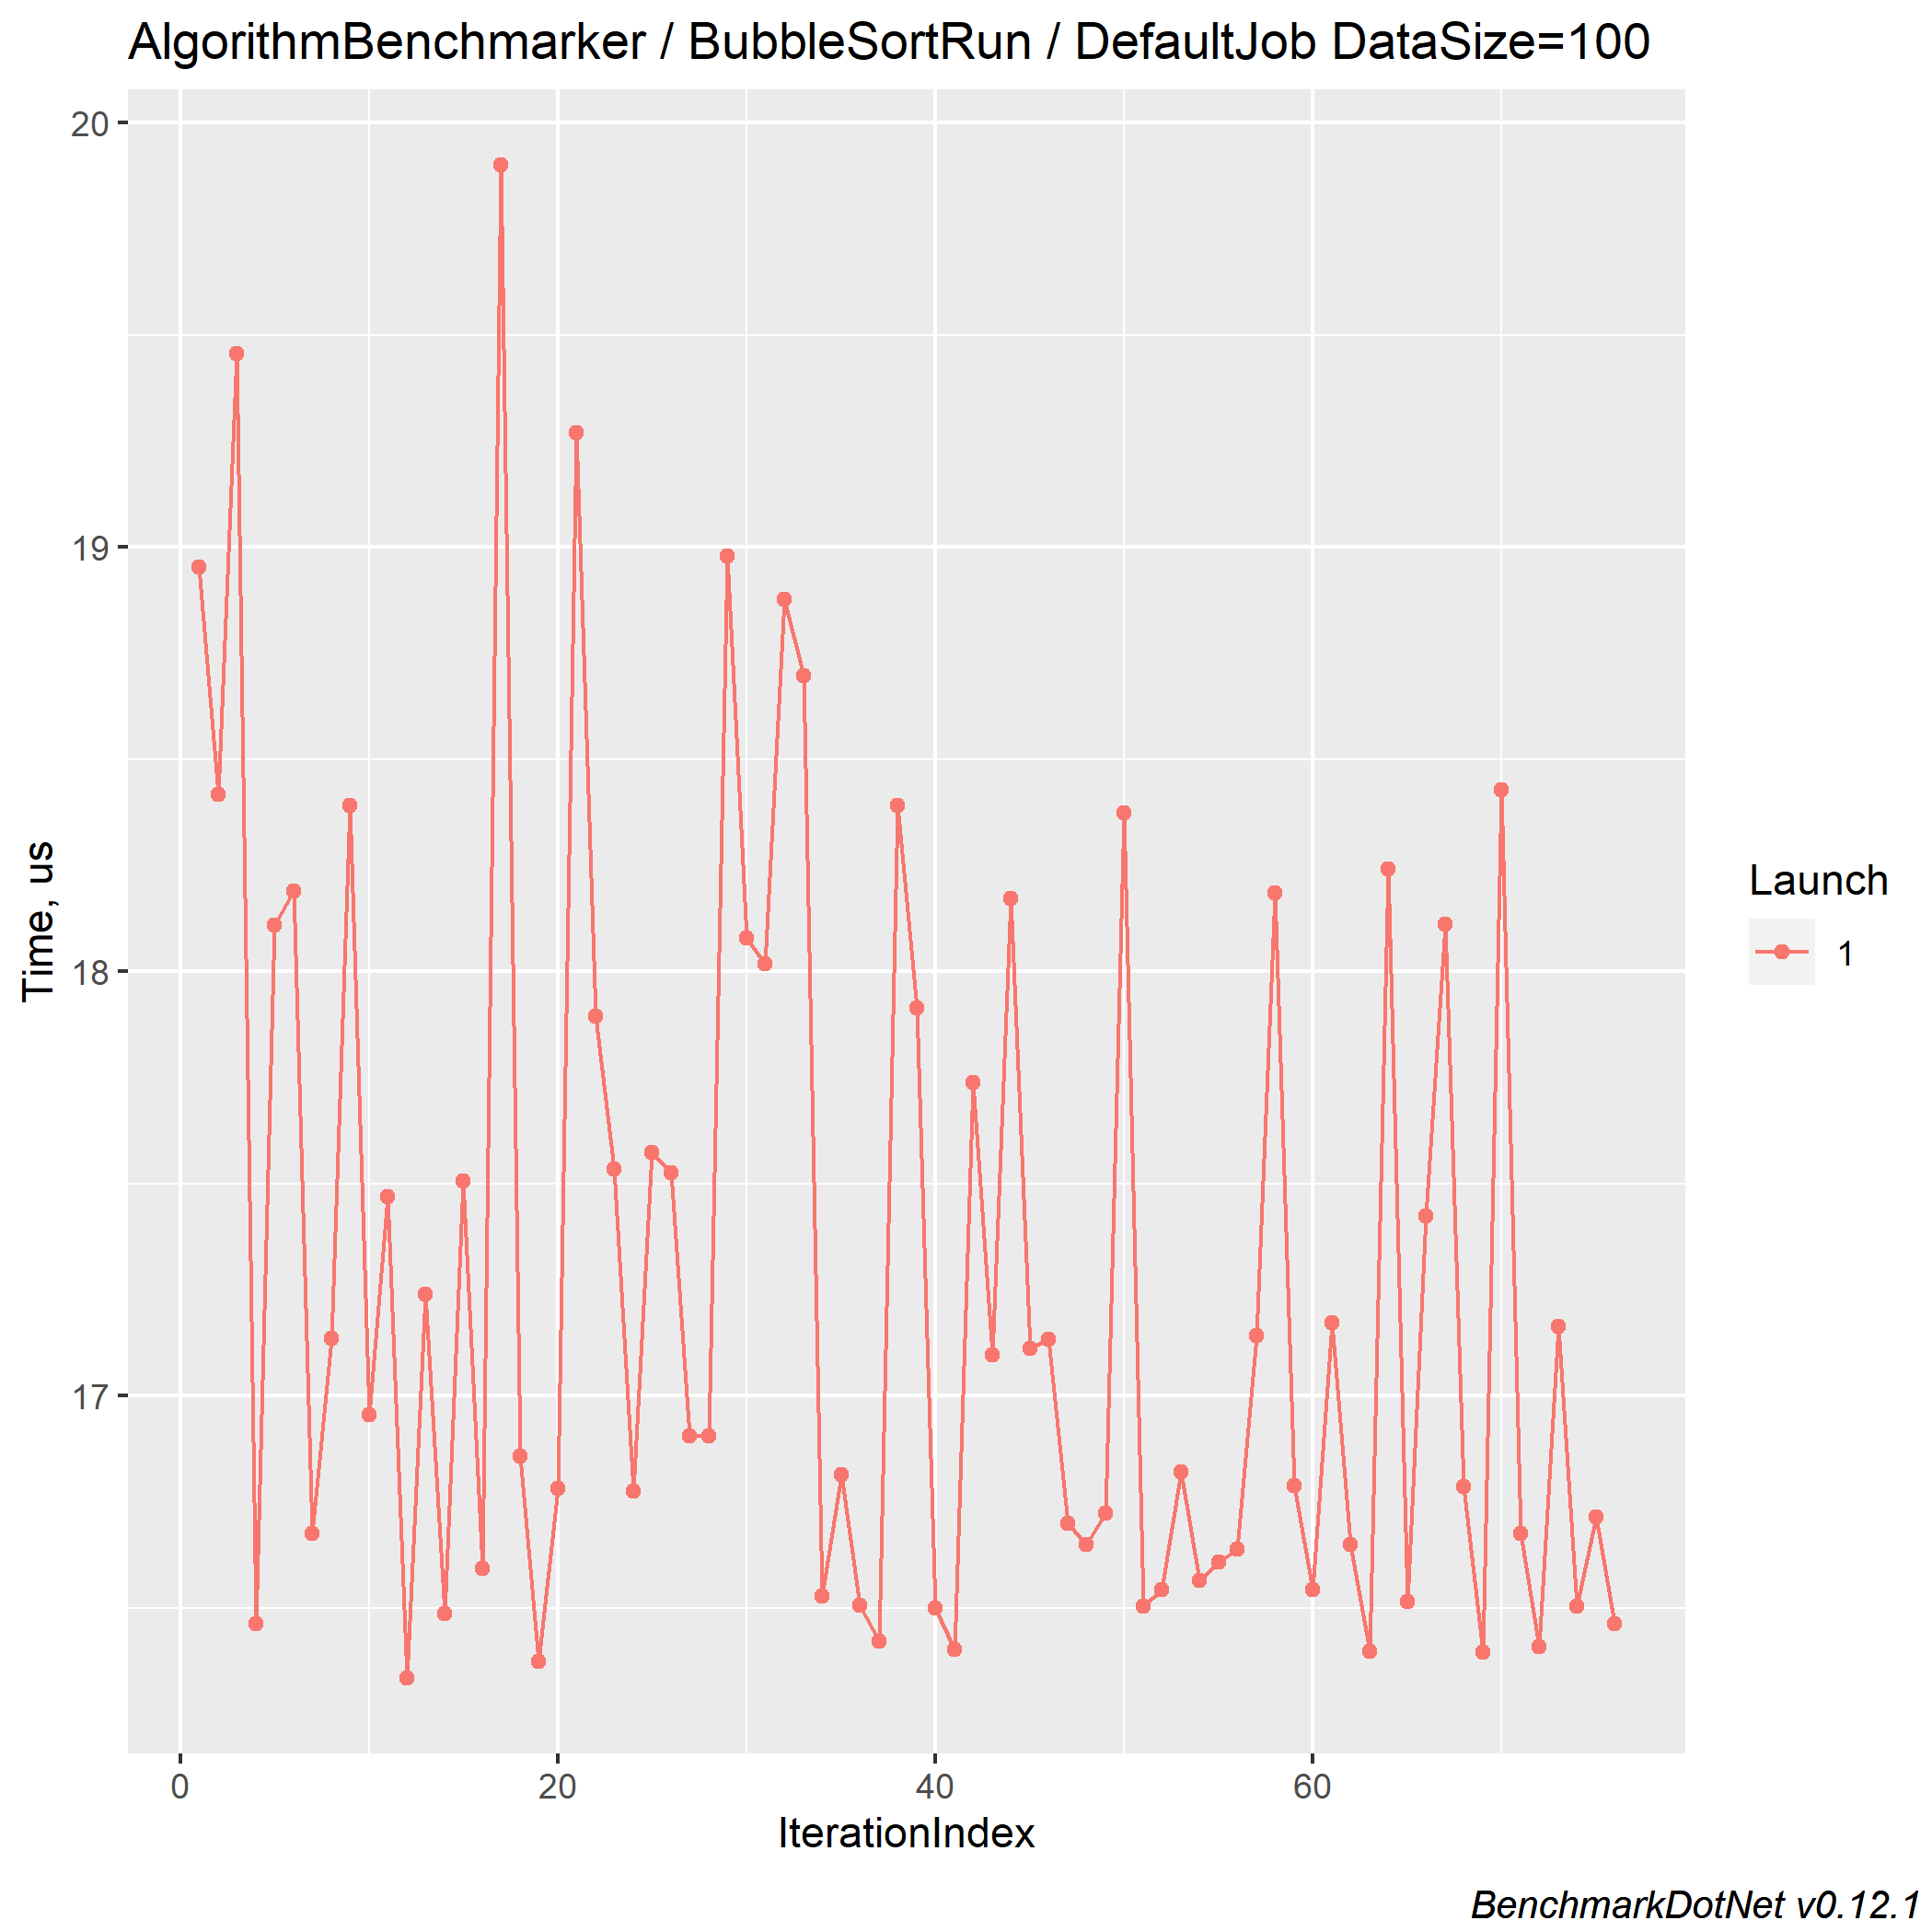 AlgorithmBenchmarker / BubbleSortRun / DefaultJob DataSize=100
Time, us
20
19
18
17
0 20 40 60
IterationIndex
Launch
1
BenchmarkDotNet v0.12.1